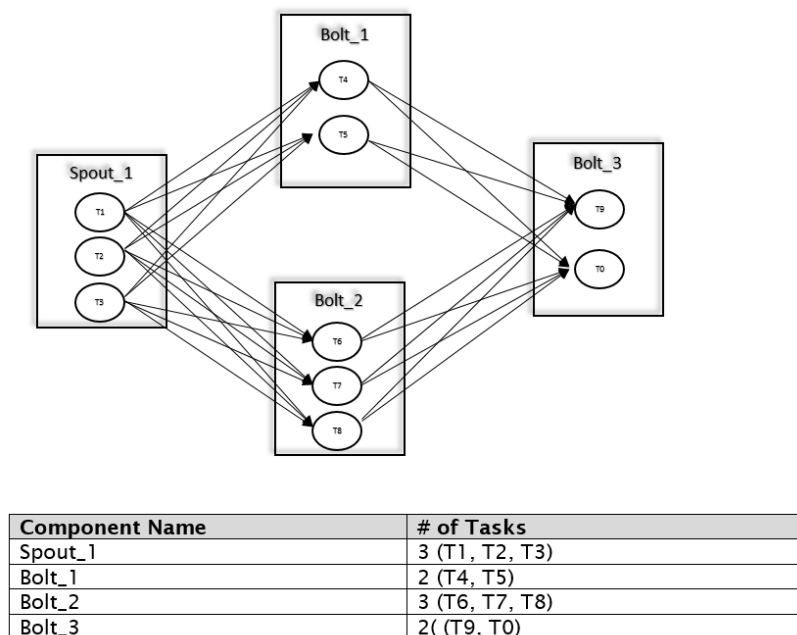 Bolt_1
T4
T5
Spout_1
T1
T2
T3
Bolt_3
T9
T0
Bolt_2
T6
T7
T8
Component Name # of Tasks
Spout_1 3 (T1, T2, T3)
Bolt_1 2 (T4, T5)
Bolt_2 3 (T6, T7, T8)
Bolt_3 2( (T9, T0)